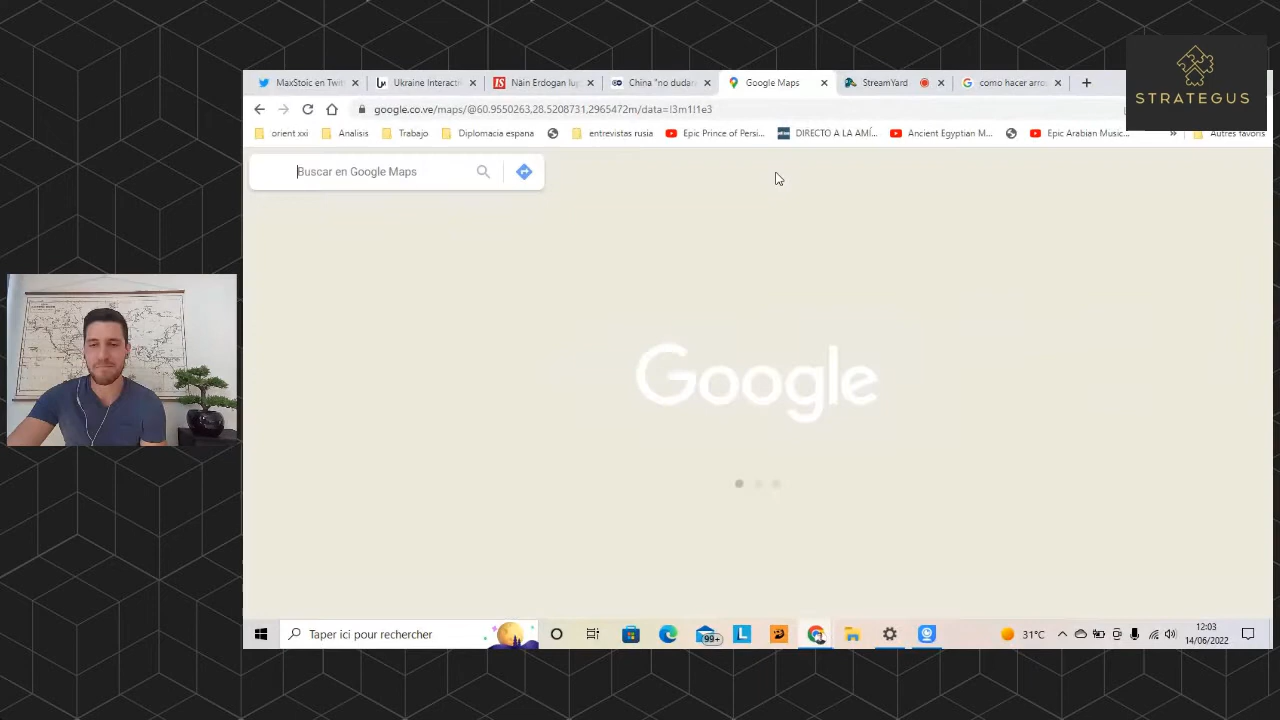 STRATEGUS
MaxStoic en Twit
Ukraine Interacti
Näin Erdogan lu
China "no dudar
Google Maps
StreamYard
como hacer arro
google.co.ve/maps/@60.9550263,28.5208731,2965472m/data=!3m1!1e3
orient xxi
Analisis
Trabajo
Diplomacia espana
entrevistas rusia
Epic Prince of Persi...
DIRECTO A LA AMÍ...
Ancient Egyptian M...
Epic Arabian Music...
»
Autres favoris
Buscar en Google Maps
Google
Taper ici pour rechercher
99+
L
31°C
12:03
14/06/2022